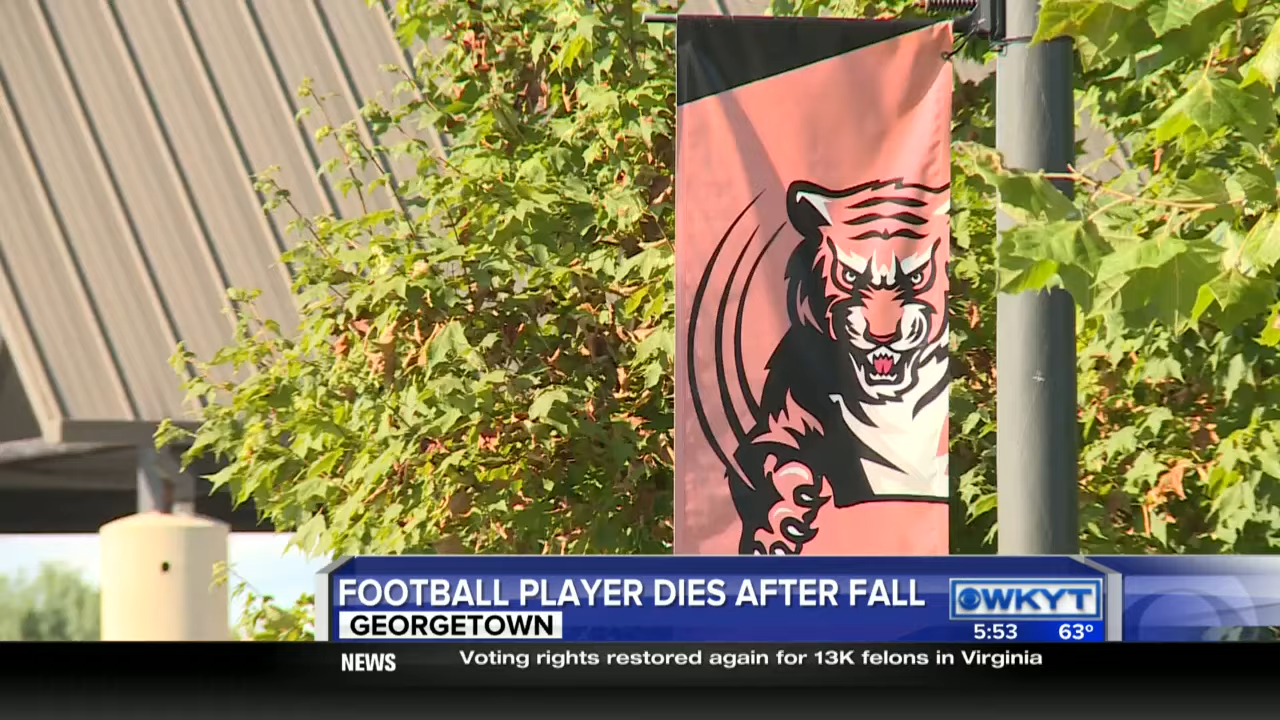 FOOTBALL PLAYER DIES AFTER FALL
WKYT
GEORGETOWN
5:53 63°
NEWS Voting rights restored again for 13K felons in Virginia